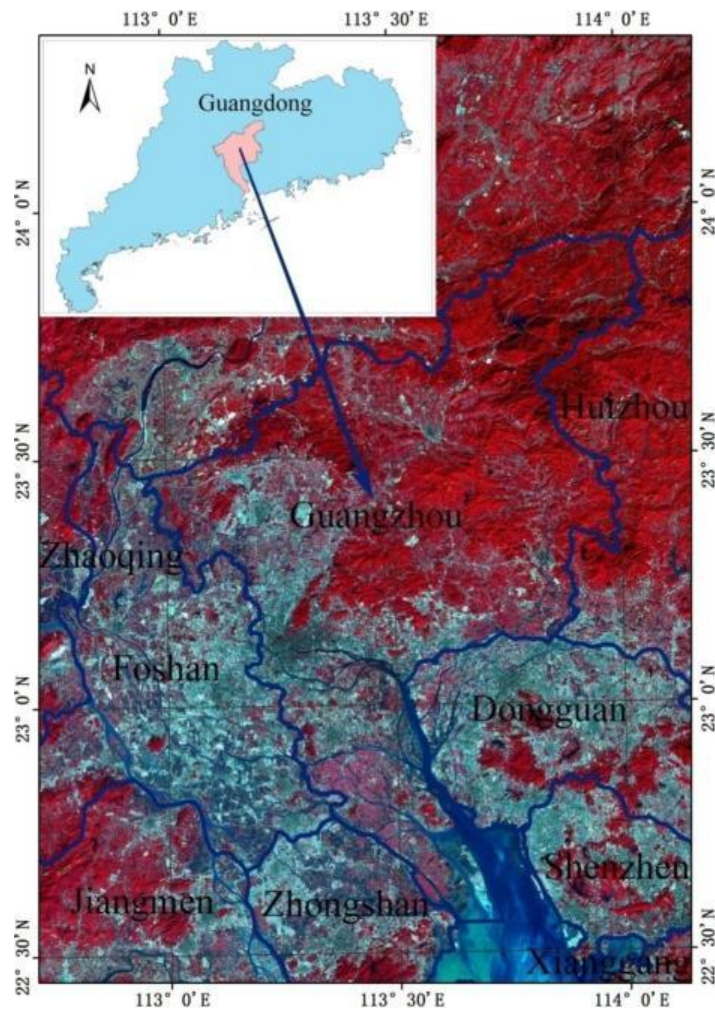 113° 0′E 113° 30′E 114° 0′E
N
Guangdong
24° 0′N
24° 0′N
Huizhou
23° 30′N
23° 30′N
Guangzhou
Zhaoqing
Foshan
Dongguan
23° 0′N
23° 0′N
Shenzhen
Jiangmen
Zhongshan
Xianggang
22° 30′N
22° 30′N
113° 0′E 113° 30′E 114° 0′E